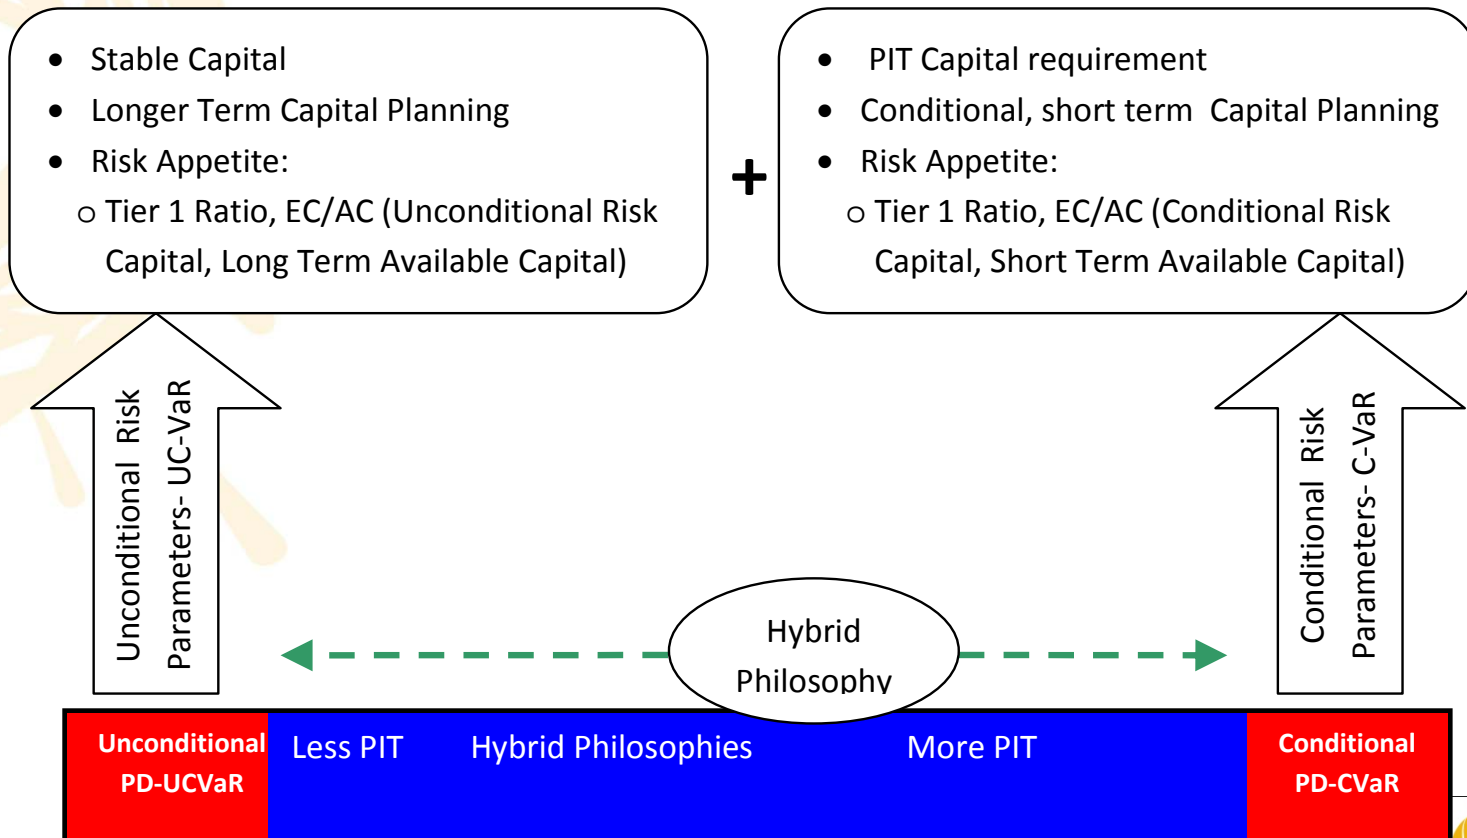 • Stable Capital
• Longer Term Capital Planning
• Risk Appetite:
o Tier 1 Ratio, EC/AC (Unconditional Risk
Capital, Long Term Available Capital)
+
• PIT Capital requirement
• Conditional, short term Capital Planning
• Risk Appetite:
o Tier 1 Ratio, EC/AC (Conditional Risk
Capital, Short Term Available Capital)
Unconditional Risk
Parameters- UC-VaR
Conditional Risk
Parameters- C-VaR
Hybrid
Philosophy
Unconditional
PD-UCVaR
Less PIT
Hybrid Philosophies
More PIT
Conditional
PD-CVaR